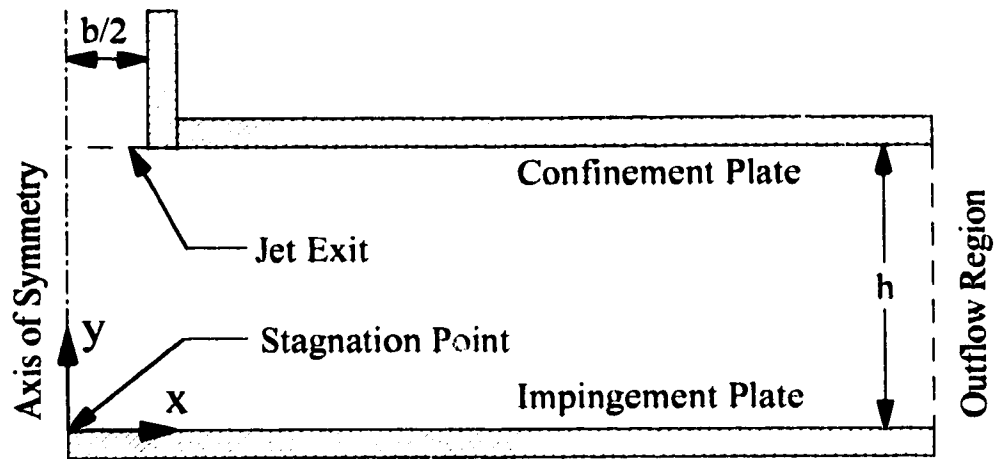 b/2
Confinement Plate
Jet Exit
Axis of Symmetry
h
Outflow Region
y
Stagnation Point
x
Impingement Plate